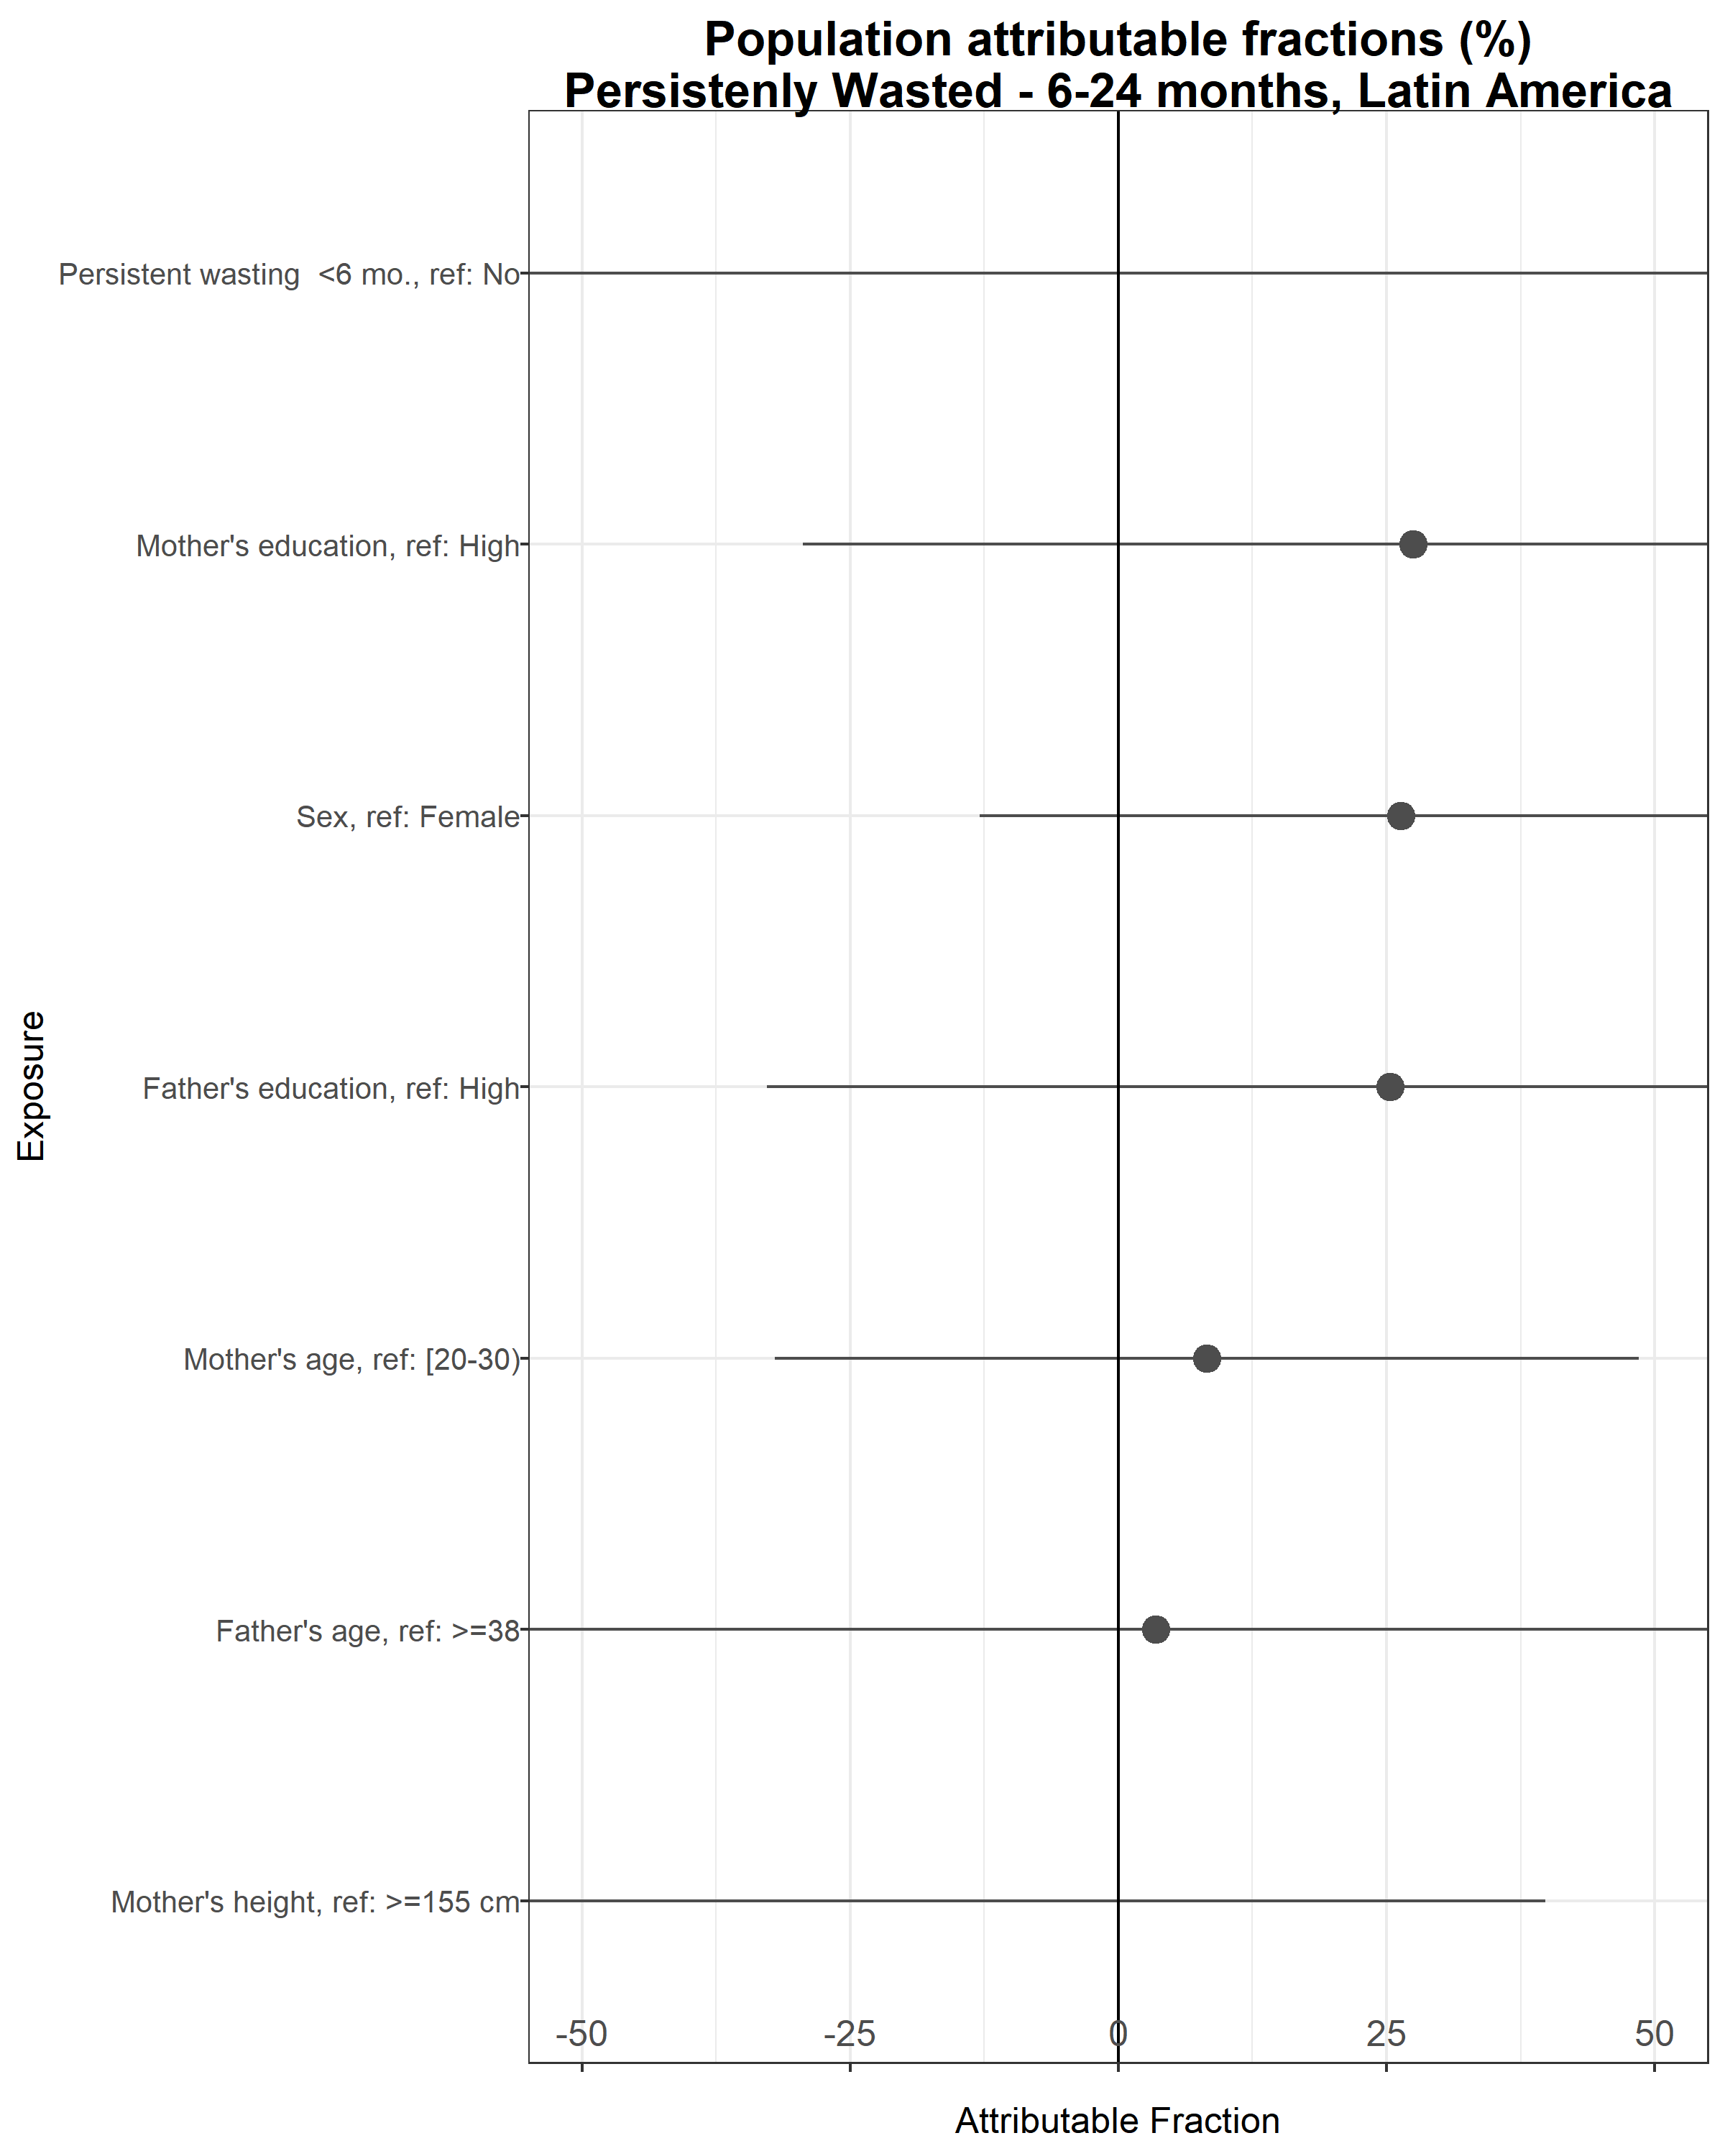 Population attributable fractions (%)
Persistenly Wasted - 6-24 months, Latin America
Persistent wasting  <6 mo., ref: No
Mother's education, ref: High
Sex, ref: Female
Father's education, ref: High
Mother's age, ref: [20-30)
Father's age, ref: >=38
Mother's height, ref: >=155 cm
Exposure
-50 -25 0 25 50
Attributable Fraction